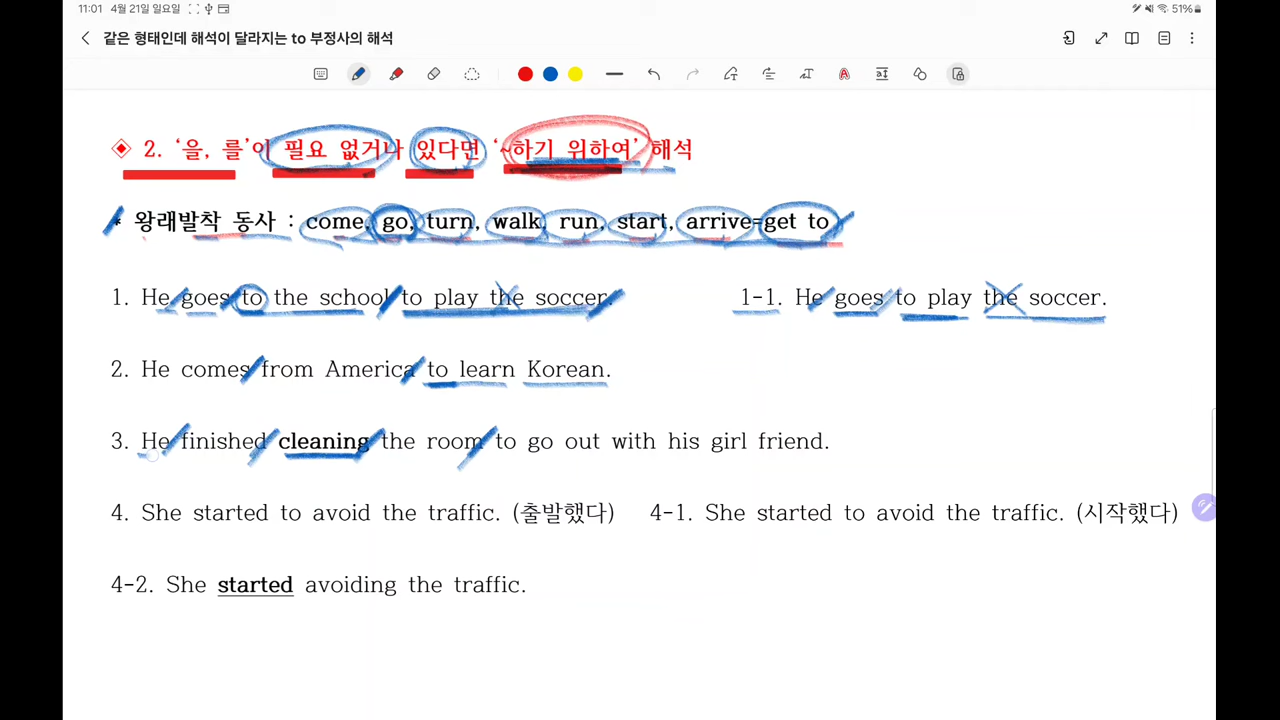 11:01 4월 21일 일요일 51%
같은 형태인데 해석이 달라지는 to 부정사의 해석
◈ 2. ‘을, 를’이 필요 없거나 있다면 ‘~하기 위하여’ 해석
* 왕래발착 동사 : come, go, turn, walk, run, start, arrive=get to
1. He goes to the school to play the soccer. 1-1. He goes to play the soccer.
2. He comes from America to learn Korean.
3. He finished cleaning the room to go out with his girl friend.
4. She started to avoid the traffic. (출발했다) 4-1. She started to avoid the traffic. (시작했다)
4-2. She started avoiding the traffic.